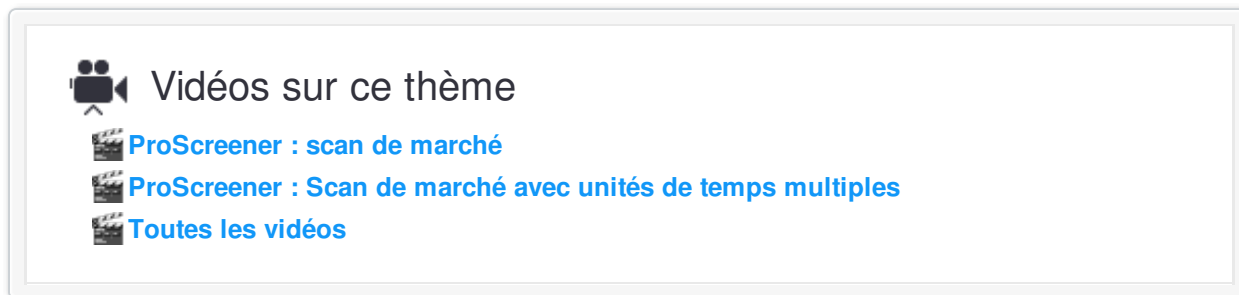 Vidéos sur ce thème
ProScreener : scan de marché
ProScreener : Scan de marché avec unités de temps multiples
Toutes les vidéos